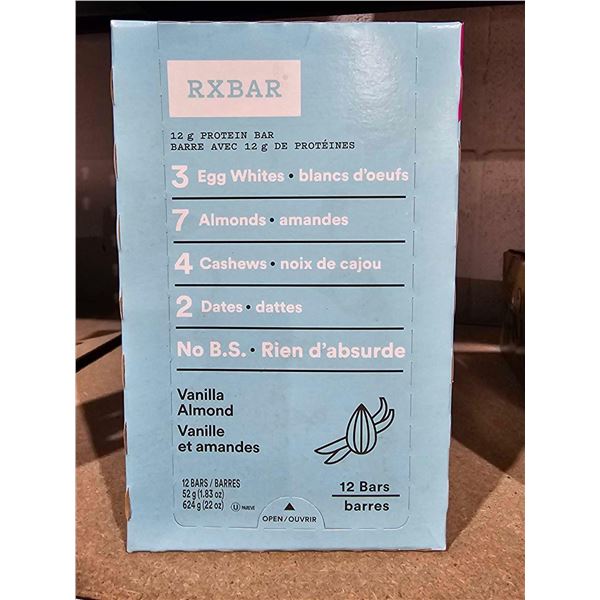 RXBAR
12 g PROTEIN BAR
BARRE AVEC 12 g DE PROTÉINES
3 Egg Whites • blancs d'oeufs
7 Almonds • amandes
4 Cashews • noix de cajou
2 Dates • dattes
No B.S. • Rien d'absurde
Vanilla
Almond
Vanille
et amandes
12 BARS / BARRES
52 g (1.83 oz)
624 g (22 oz)
U PAREVE
OPEN/OUVRIR
12 Bars
barres